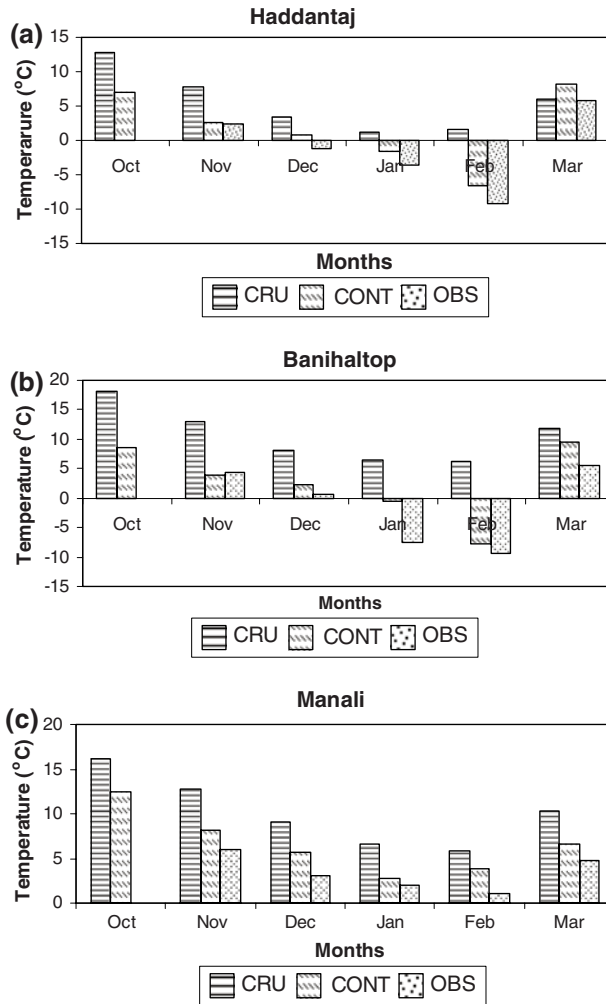 Haddantaj
(a)
15
10
5
0
-5
-10
-15
Temperarure (°C)
Oct Nov Dec Jan Feb Mar
Months
CRU CONT OBS
Banihaltop
(b)
20
15
10
5
0
-5
-10
-15
Temperature (°C)
Oct Nov Dec Jan Feb Mar
Months
CRU CONT OBS
Manali
(c)
20
15
10
5
0
Temperature (°C)
Oct Nov Dec Jan Feb Mar
Months
CRU CONT OBS